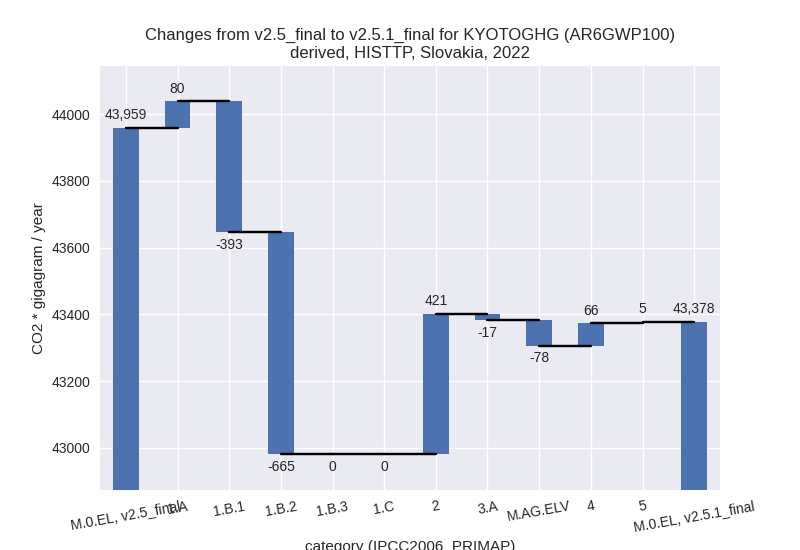 Changes from v2.5_final to v2.5.1_final for KYOTOGHG (AR6GWP100)
derived, HISTTP, Slovakia, 2022
CO2 * gigagram / year
44000
43800
43600
43400
43200
43000
43,959
80
-393
-665
0
0
421
-17
-78
66
5
43,378
M.0.EL, v2.5_final
1.A
1.B.1
1.B.2
1.B.3
1.C
2
3.A
M.AG.ELV
4
5
M.0.EL, v2.5.1_final
category (IPCC2006_PRIMAP)